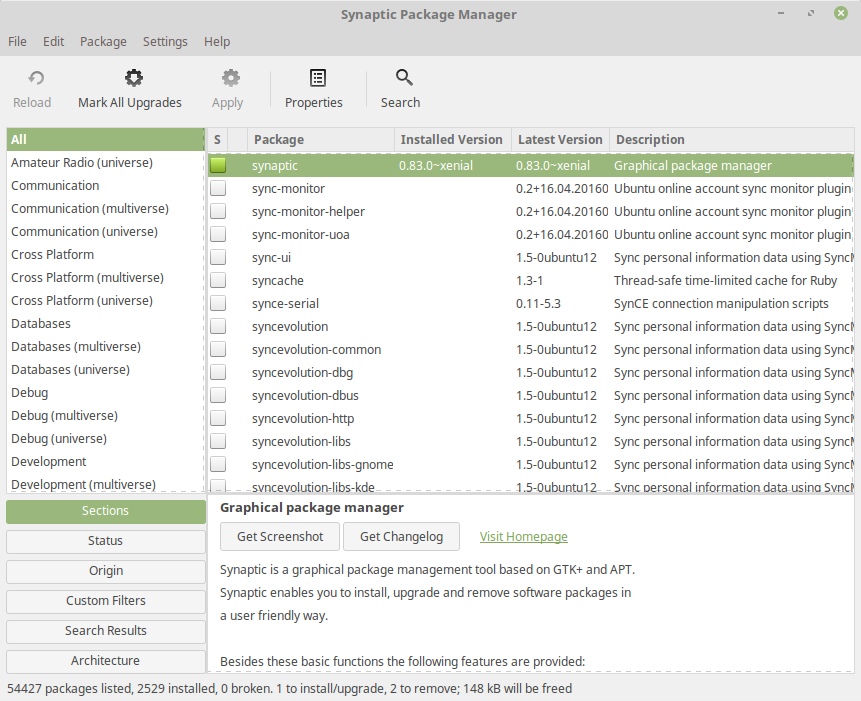 Synaptic Package Manager
File Edit Package Settings Help
Reload Mark All Upgrades Apply Properties Search
All
Amateur Radio (universe)
Communication
Communication (multiverse)
Communication (universe)
Cross Platform
Cross Platform (multiverse)
Cross Platform (universe)
Databases
Databases (multiverse)
Databases (universe)
Debug
Debug (multiverse)
Debug (universe)
Development
Development (multiverse)
S Package Installed Version Latest Version Description
synaptic 0.83.0~xenial 0.83.0~xenial Graphical package manager
sync-monitor 0.2+16.04.20160 Ubuntu online account sync monitor plugin
sync-monitor-helper 0.2+16.04.20160 Ubuntu online account sync monitor plugin
sync-monitor-uoa 0.2+16.04.20160 Ubuntu online account sync monitor plugin
sync-ui 1.5-0ubuntu12 Sync personal information data using SyncM
syncache 1.3-1 Thread-safe time-limited cache for Ruby
synce-serial 0.11-5.3 SynCE connection manipulation scripts
syncevolution 1.5-0ubuntu12 Sync personal information data using SyncM
syncevolution-common 1.5-0ubuntu12 Sync personal information data using SyncM
syncevolution-dbg 1.5-0ubuntu12 Sync personal information data using SyncM
syncevolution-dbus 1.5-0ubuntu12 Sync personal information data using SyncM
syncevolution-http 1.5-0ubuntu12 Sync personal information data using SyncM
syncevolution-libs 1.5-0ubuntu12 Sync personal information data using SyncM
syncevolution-libs-gnome 1.5-0ubuntu12 Sync personal information data using SyncM
syncevolution-libs-kde 1.5-0ubuntu12 Sync personal information data using SyncM
Sections
Status
Origin
Custom Filters
Search Results
Architecture
Graphical package manager
Get Screenshot Get Changelog Visit Homepage
Synaptic is a graphical package management tool based on GTK+ and APT.
Synaptic enables you to install, upgrade and remove software packages in
a user friendly way.
Besides these basic functions the following features are provided:
54427 packages listed, 2529 installed, 0 broken. 1 to install/upgrade, 2 to remove; 148 kB will be freed